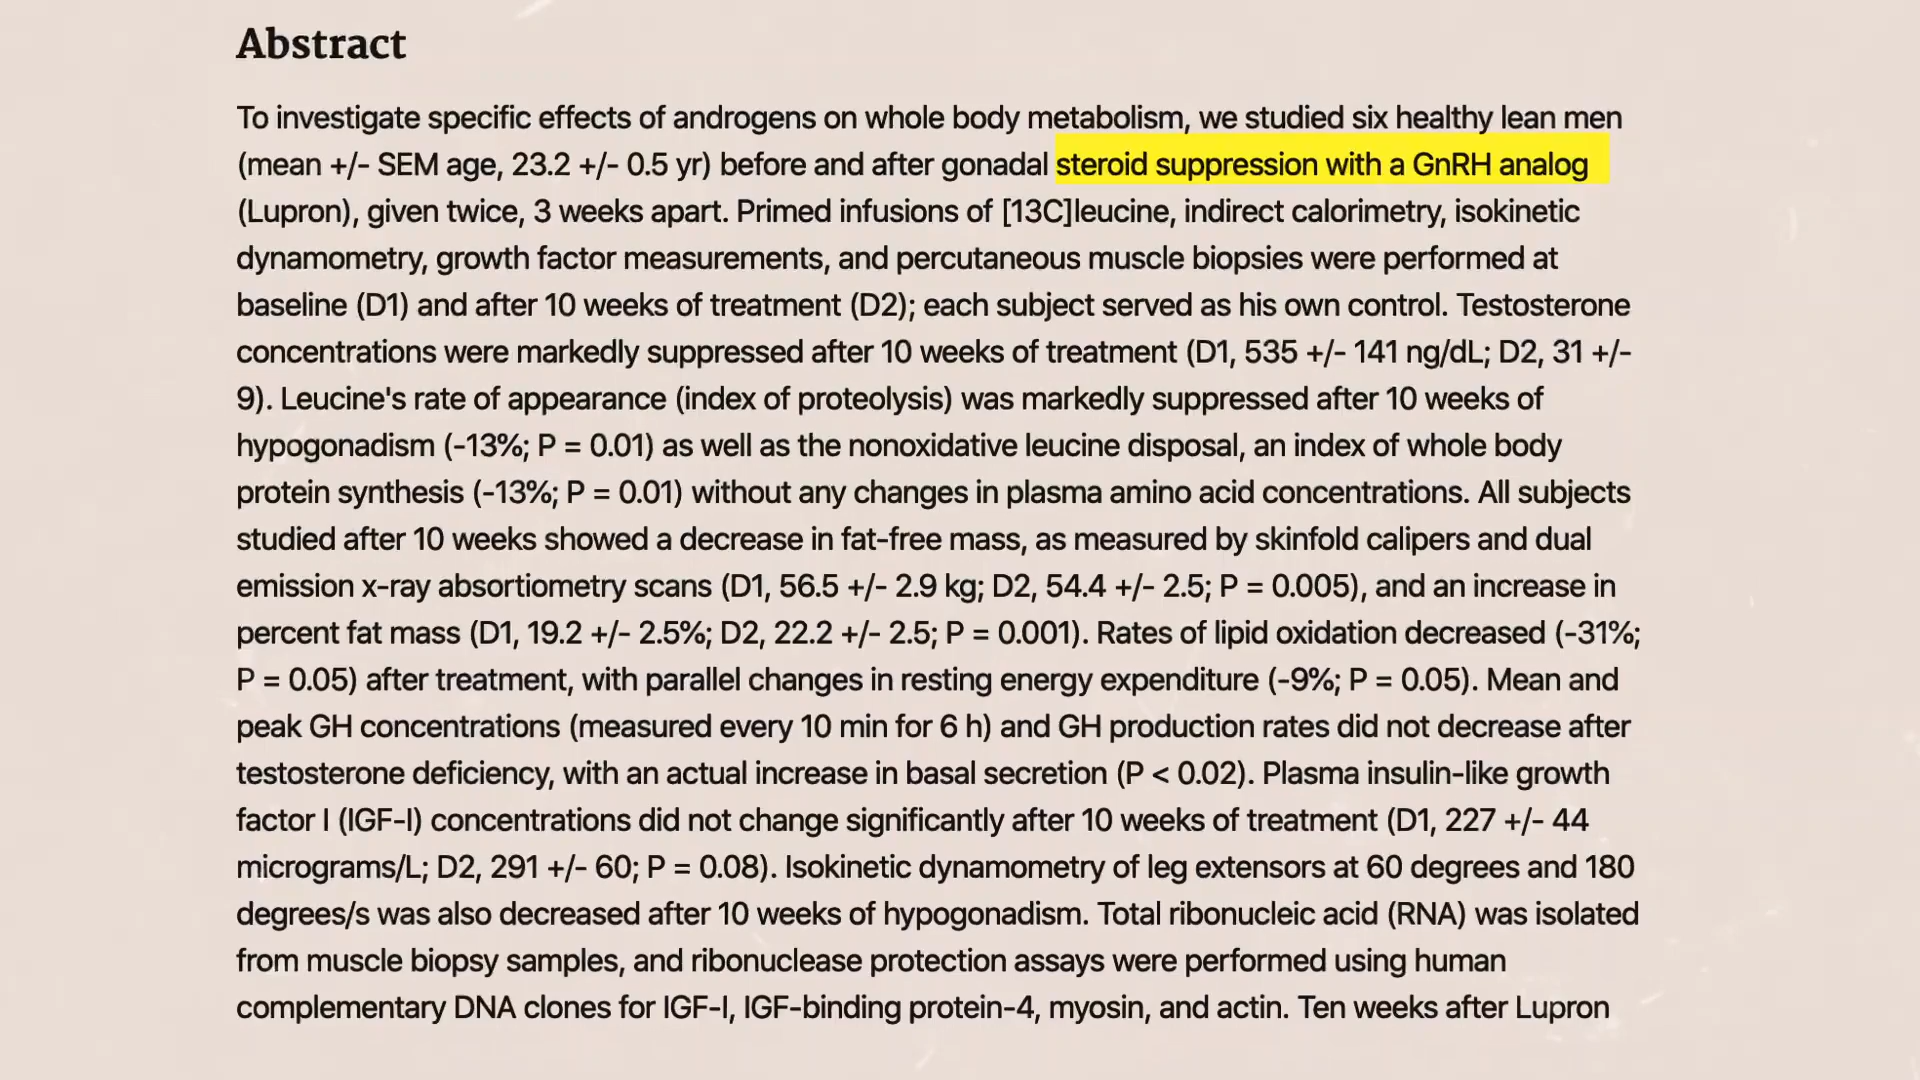 Abstract
To investigate specific effects of androgens on whole body metabolism, we studied six healthy lean men
(mean +/- SEM age, 23.2 +/- 0.5 yr) before and after gonadal steroid suppression with a GnRH analog
(Lupron), given twice, 3 weeks apart. Primed infusions of [13C]leucine, indirect calorimetry, isokinetic
dynamometry, growth factor measurements, and percutaneous muscle biopsies were performed at
baseline (D1) and after 10 weeks of treatment (D2); each subject served as his own control. Testosterone
concentrations were markedly suppressed after 10 weeks of treatment (D1, 535 +/- 141 ng/dL; D2, 31 +/-
9). Leucine's rate of appearance (index of proteolysis) was markedly suppressed after 10 weeks of
hypogonadism (-13%; P = 0.01) as well as the nonoxidative leucine disposal, an index of whole body
protein synthesis (-13%; P = 0.01) without any changes in plasma amino acid concentrations. All subjects
studied after 10 weeks showed a decrease in fat-free mass, as measured by skinfold calipers and dual
emission x-ray absortiometry scans (D1, 56.5 +/- 2.9 kg; D2, 54.4 +/- 2.5; P = 0.005), and an increase in
percent fat mass (D1, 19.2 +/- 2.5%; D2, 22.2 +/- 2.5; P = 0.001). Rates of lipid oxidation decreased (-31%;
P = 0.05) after treatment, with parallel changes in resting energy expenditure (-9%; P = 0.05). Mean and
peak GH concentrations (measured every 10 min for 6 h) and GH production rates did not decrease after
testosterone deficiency, with an actual increase in basal secretion (P < 0.02). Plasma insulin-like growth
factor I (IGF-I) concentrations did not change significantly after 10 weeks of treatment (D1, 227 +/- 44
micrograms/L; D2, 291 +/- 60; P = 0.08). Isokinetic dynamometry of leg extensors at 60 degrees and 180
degrees/s was also decreased after 10 weeks of hypogonadism. Total ribonucleic acid (RNA) was isolated
from muscle biopsy samples, and ribonuclease protection assays were performed using human
complementary DNA clones for IGF-I, IGF-binding protein-4, myosin, and actin. Ten weeks after Lupron